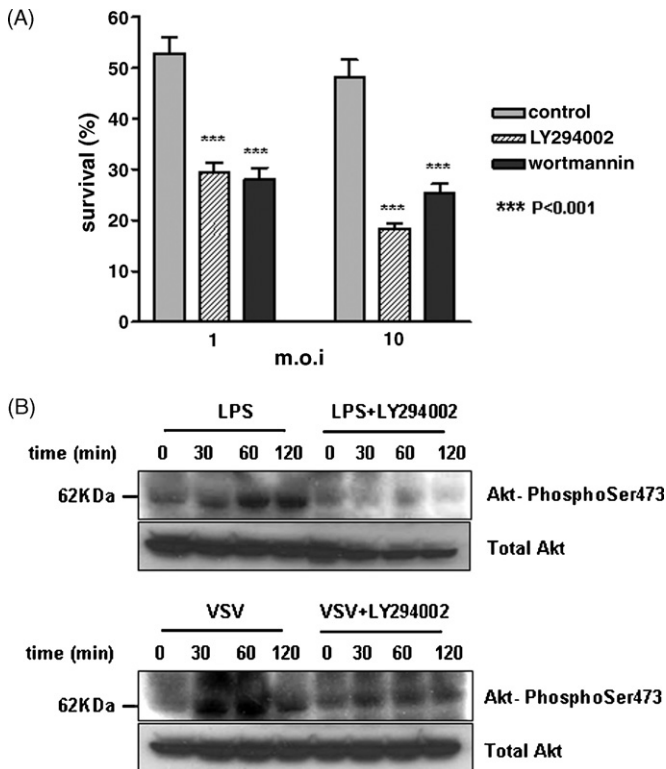 (A)
survival (%)
60
50
40
30
20
10
0
***
***
***
***
1
10
m.o.i
control
LY294002
wortmannin
*** P<0.001
(B)
LPS
LPS+LY294002
time (min)
0 30 60 120 0 30 60 120
62KDa
Akt- PhosphoSer473
Total Akt
VSV
VSV+LY294002
time (min)
0 30 60 120 0 30 60 120
62KDa
Akt- PhosphoSer473
Total Akt